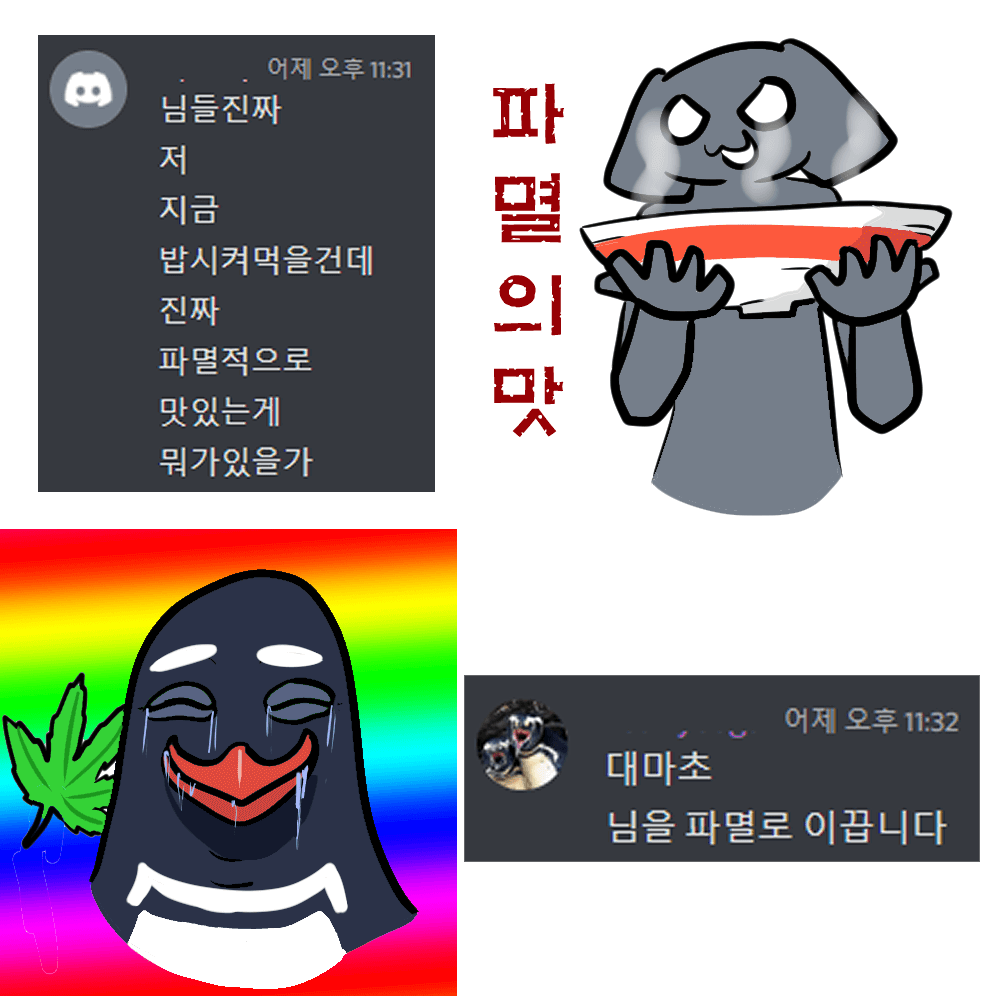 어제 오후 11:31
님들진짜
저
지금
밥시켜먹을건데
진짜
파멸적으로
맛있는게
뭐가있을가
파멸의맛
어제 오후 11:32
대마초
님을 파멸로 이끕니다